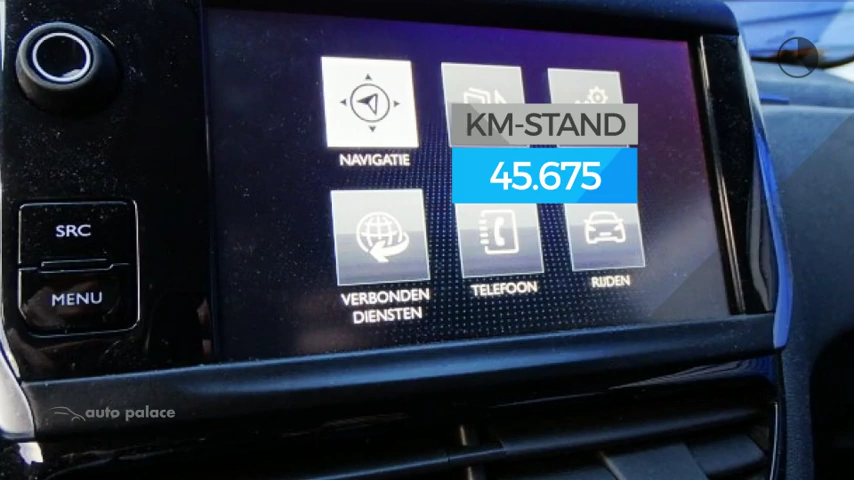 NAVIGATIE
KM-STAND
45.675
SRC
MENU
VERBONDEN
DIENSTEN
TELEFOON
RIJDEN
auto palace